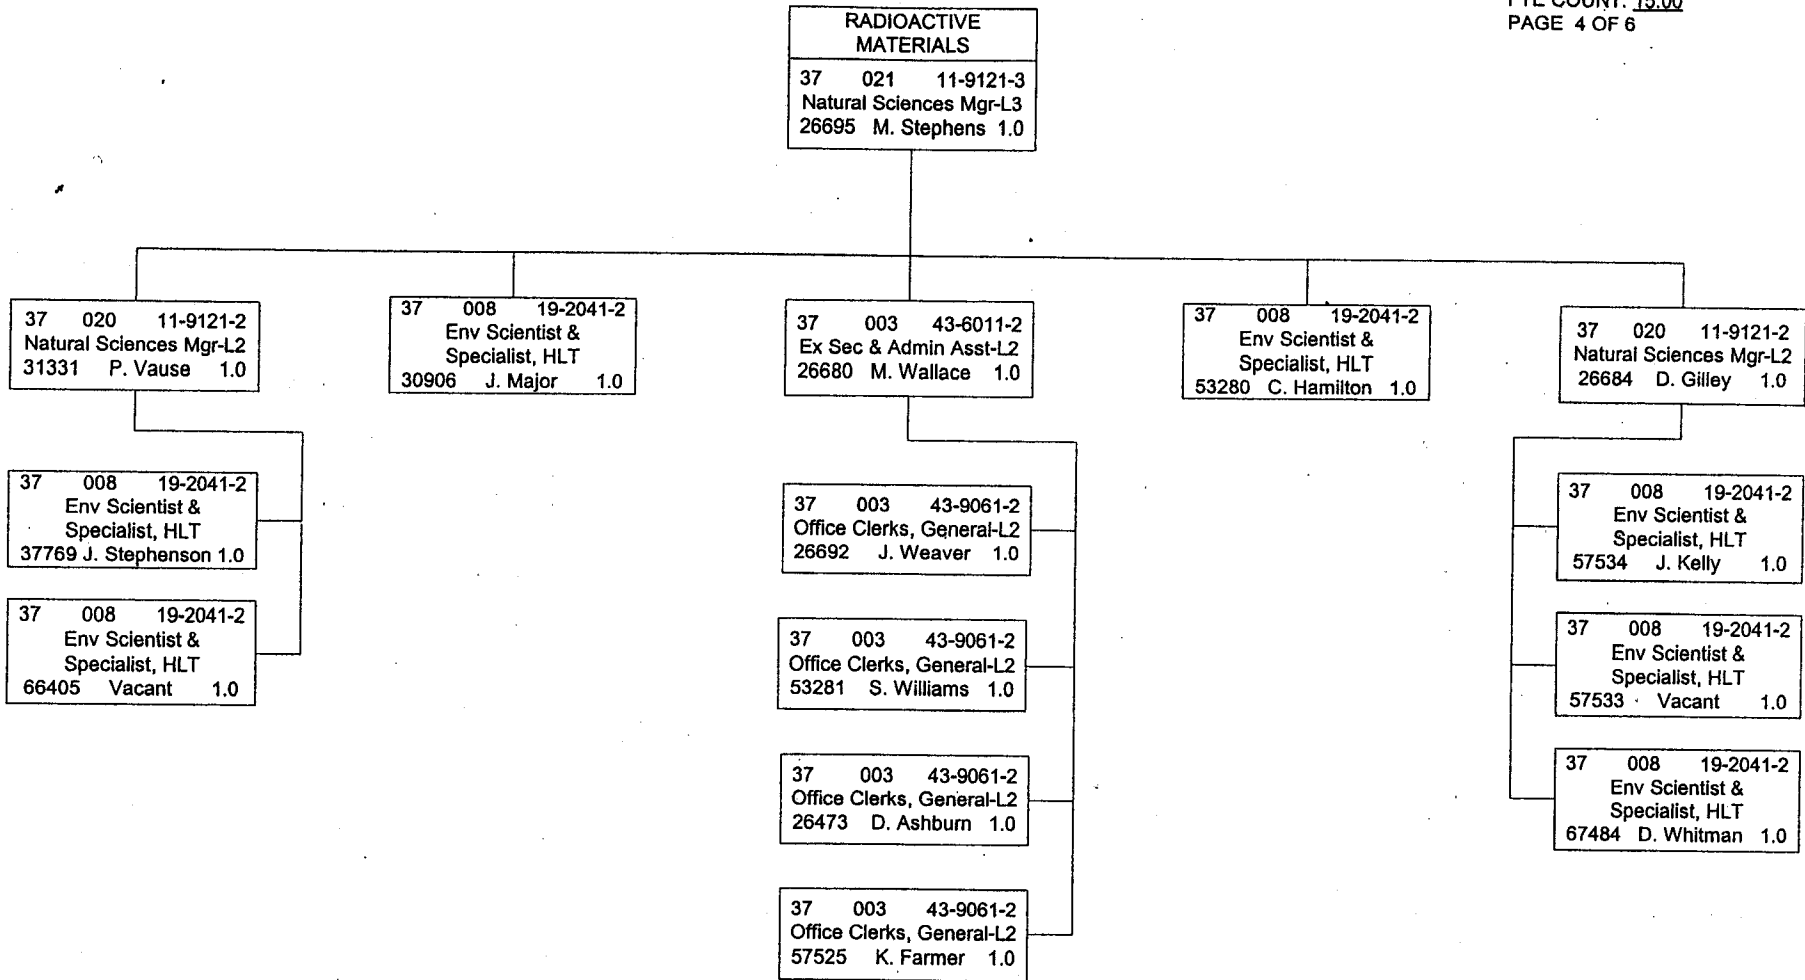 FTE COUNT: 15.00
PAGE 4 OF 6
RADIOACTIVE
MATERIALS
37 021 11-9121-3
Natural Sciences Mgr-L3
26695 M. Stephens 1.0
37 020 11-9121-2
Natural Sciences Mgr-L2
31331 P. Vause 1.0
37 008 19-2041-2
Env Scientist &
Specialist, HLT
30906 J. Major 1.0
37 003 43-6011-2
Ex Sec & Admin Asst-L2
26680 M. Wallace 1.0
37 008 19-2041-2
Env Scientist &
Specialist, HLT
53280 C. Hamilton 1.0
37 020 11-9121-2
Natural Sciences Mgr-L2
26684 D. Gilley 1.0
37 008 19-2041-2
Env Scientist &
Specialist, HLT
37769 J. Stephenson 1.0
37 008 19-2041-2
Env Scientist &
Specialist, HLT
66405 Vacant 1.0
37 003 43-9061-2
Office Clerks, General-L2
26692 J. Weaver 1.0
37 003 43-9061-2
Office Clerks, General-L2
53281 S. Williams 1.0
37 003 43-9061-2
Office Clerks, General-L2
26473 D. Ashburn 1.0
37 003 43-9061-2
Office Clerks, General-L2
57525 K. Farmer 1.0
37 008 19-2041-2
Env Scientist &
Specialist, HLT
57534 J. Kelly 1.0
37 008 19-2041-2
Env Scientist &
Specialist, HLT
57533 Vacant 1.0
37 008 19-2041-2
Env Scientist &
Specialist, HLT
67484 D. Whitman 1.0